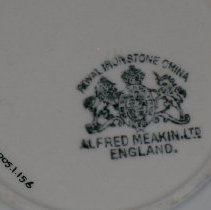 ROYAL IRONSTONE CHINA
ALFRED MEAKIN LTD
ENGLAND.